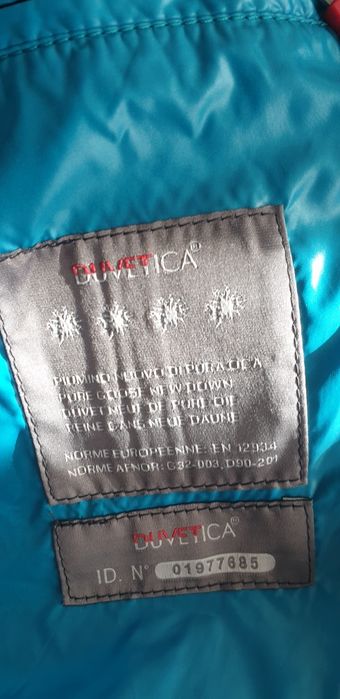 DUVETICA®
PIUMINO NUOVO DI PURA OCA
PURE GOOSE NEW DOWN
DUVET NEUF DE PURE OIE
REINE GANS NEUE DAUNE
NORME EUROPEENNE: EN 12934
NORME AFNOR: G32-003, D90-201
DUVETICA®
ID. N° 01977685